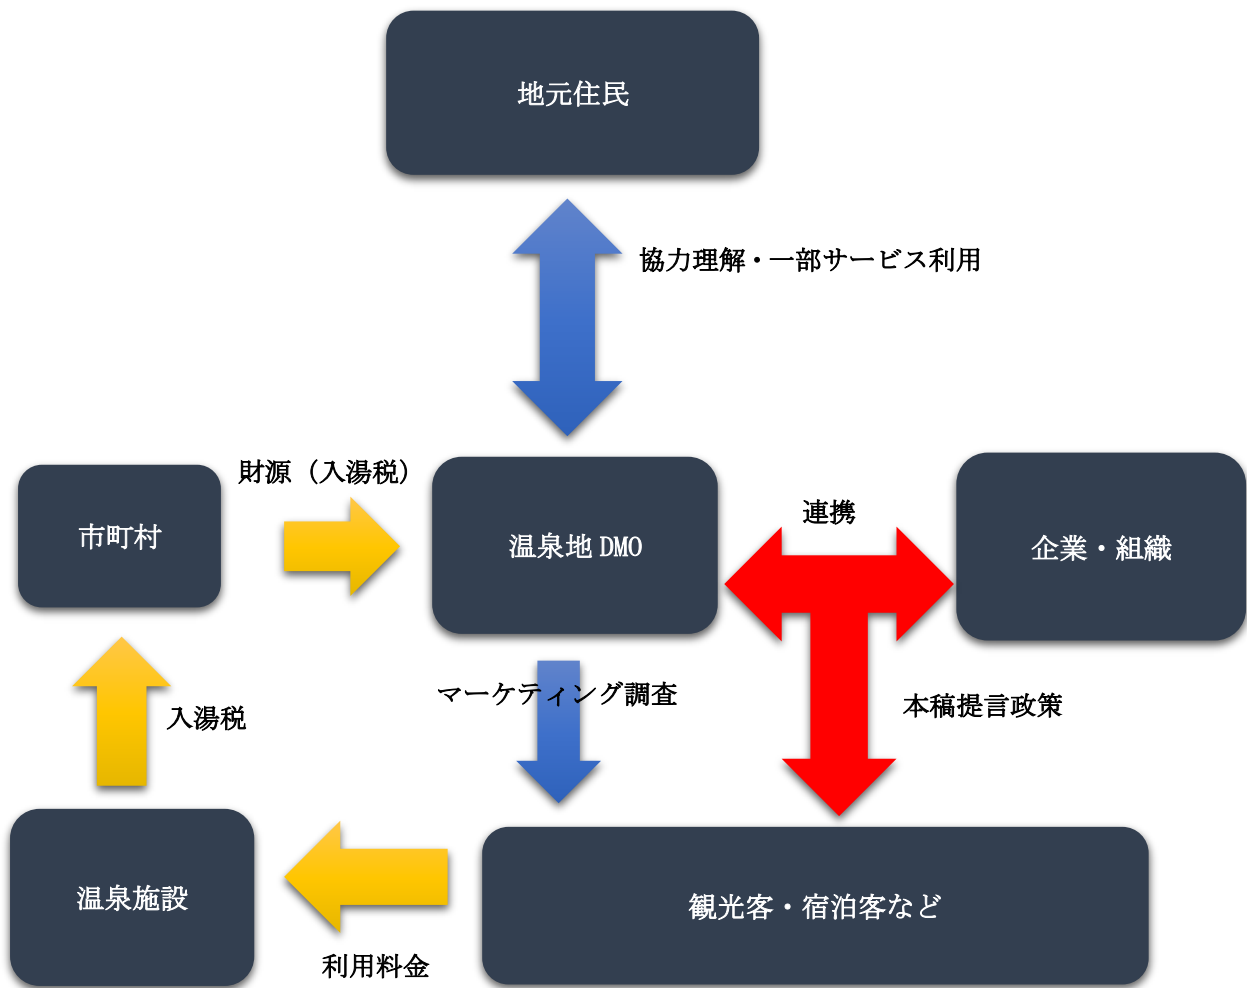 地元住民
協力理解・一部サービス利用
財源（入湯税）
市町村
温泉地 DMO
連携
企業・組織
マーケティング調査
入湯税
本稿提言政策
温泉施設
観光客・宿泊客など
利用料金